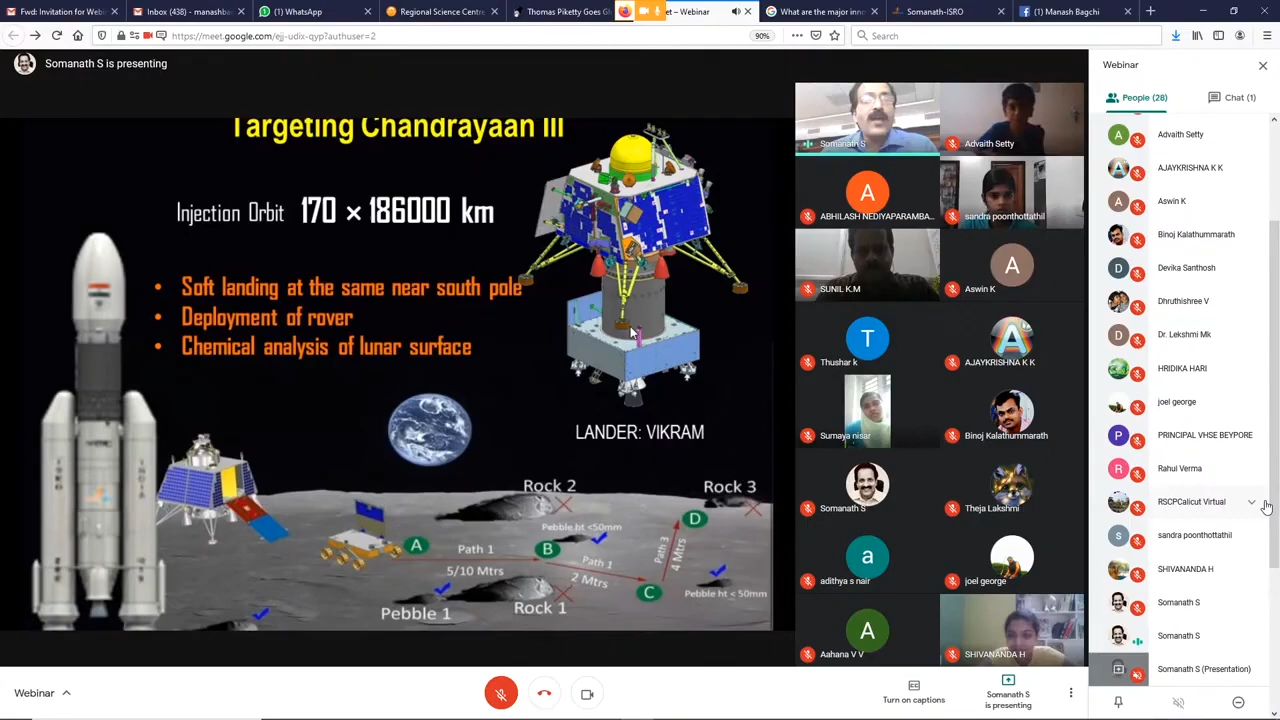 Fwd: Invitation for Webin
Inbox (438) - manashbag
(1) WhatsApp
Regional Science Centre
Thomas Piketty Goes Gl
et – Webinar
What are the major inno
Somanath-ISRO
(3) Manash Bagchi
https://meet.google.com/ejj-udix-qyp?authuser=2
90%
Search
Somanath S is presenting
Targeting Chandrayaan III
Injection Orbit 170 × 186000 km
• Soft landing at the same near south pole
• Deployment of rover
• Chemical analysis of lunar surface
LANDER: VIKRAM
Rock 2
Rock 3
Pebble ht <50mm
A
Path 1
5/10 Mtrs
B
Path 1
2 Mtrs
C
Path 3
4 Mtrs
D
Pebble 1
Rock 1
Pebble ht < 50mm
Somanath S
Advaith Setty
A
ABHILASH NEDIYAPARAMBA...
sandra poonthottathil
SUNIL K.M
A
Aswin K
T
Thushar k
A
AJAYKRISHNA K K
Sumaya nisar
Binoj Kalathummarath
Somanath S
Theja Lakshmi
a
adithya s nair
joel george
A
Aahana V V
SHIVANANDA H
Webinar
People (28)
Chat (1)
A
Advaith Setty
AJAYKRISHNA K K
A
Aswin K
Binoj Kalathummarath
D
Devika Santhosh
Dhruthishree V
D
Dr. Lekshmi Mk
HRIDIKA HARI
joel george
P
PRINCIPAL VHSE BEYPORE
R
Rahul Verma
RSCPCalicut Virtual
s
sandra poonthottathil
SHIVANANDA H
Somanath S
Somanath S
Somanath S (Presentation)
Webinar
Turn on captions
Somanath S
is presenting